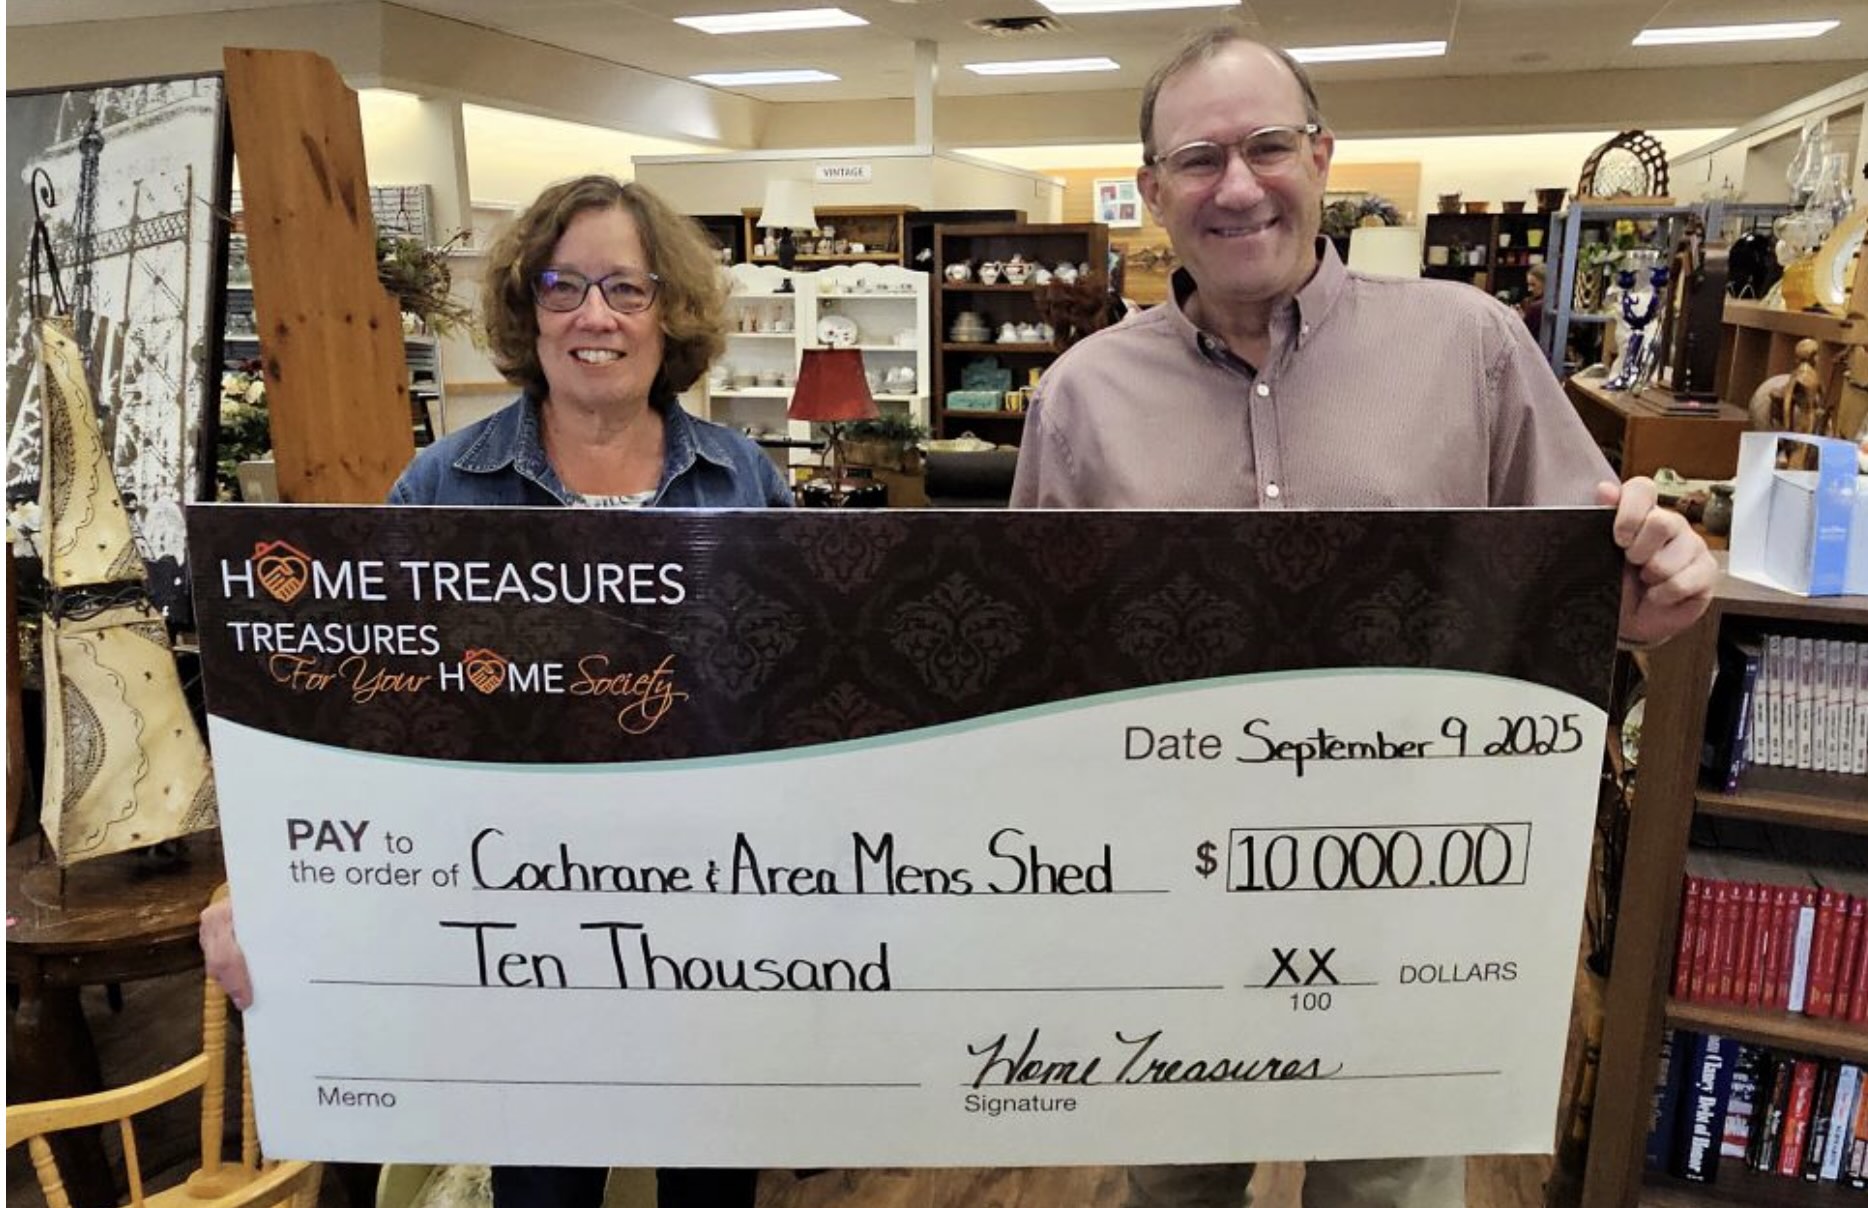 VINTAGE
HOME TREASURES
TREASURES
For Your HOME Society
Date September 9 2025
PAY to
the order of Cochrane & Area Mens Shed $ 10 000.00
Ten Thousand XX DOLLARS
100
Home Treasures
Memo Signature